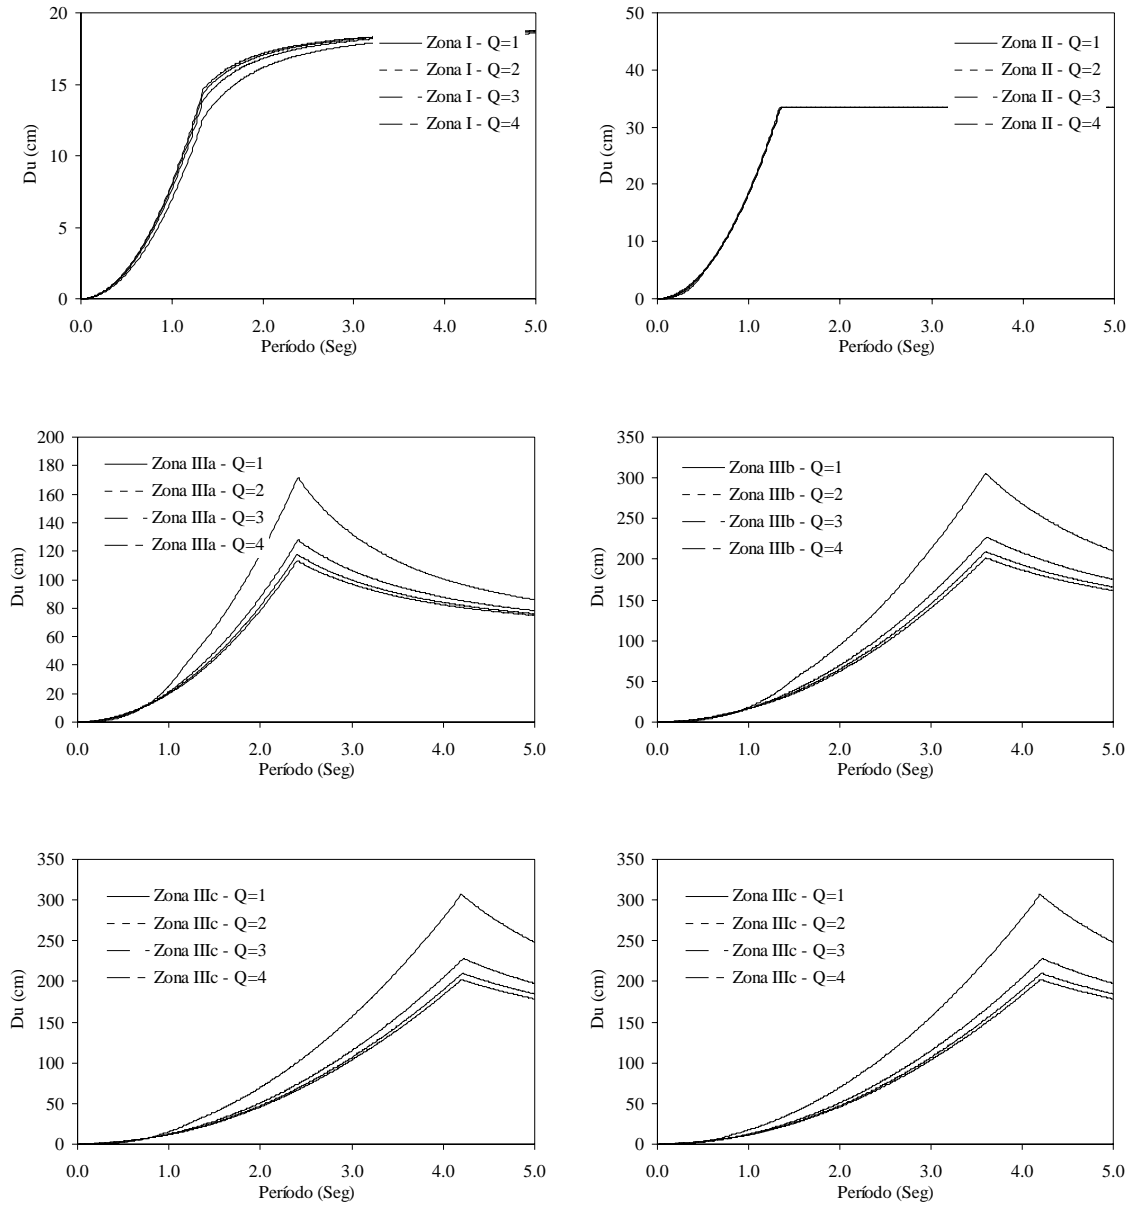 20
15
10
5
0
Du (cm)
Zona I - Q=1
Zona I - Q=2
Zona I - Q=3
Zona I - Q=4
0.0 1.0 2.0 3.0 4.0 5.0
Período (Seg)
50
40
30
20
10
0
Du (cm)
Zona II - Q=1
Zona II - Q=2
Zona II - Q=3
Zona II - Q=4
0.0 1.0 2.0 3.0 4.0 5.0
Período (Seg)
200
180
160
140
120
100
80
60
40
20
0
Du (cm)
Zona IIIa - Q=1
Zona IIIa - Q=2
Zona IIIa - Q=3
Zona IIIa - Q=4
0.0 1.0 2.0 3.0 4.0 5.0
Período (Seg)
350
300
250
200
150
100
50
0
Du (cm)
Zona IIIb - Q=1
Zona IIIb - Q=2
Zona IIIb - Q=3
Zona IIIb - Q=4
0.0 1.0 2.0 3.0 4.0 5.0
Período (Seg)
350
300
250
200
150
100
50
0
Du (cm)
Zona IIIc - Q=1
Zona IIIc - Q=2
Zona IIIc - Q=3
Zona IIIc - Q=4
0.0 1.0 2.0 3.0 4.0 5.0
Período (Seg)
350
300
250
200
150
100
50
0
Du (cm)
Zona IIIc - Q=1
Zona IIIc - Q=2
Zona IIIc - Q=3
Zona IIIc - Q=4
0.0 1.0 2.0 3.0 4.0 5.0
Período (Seg)